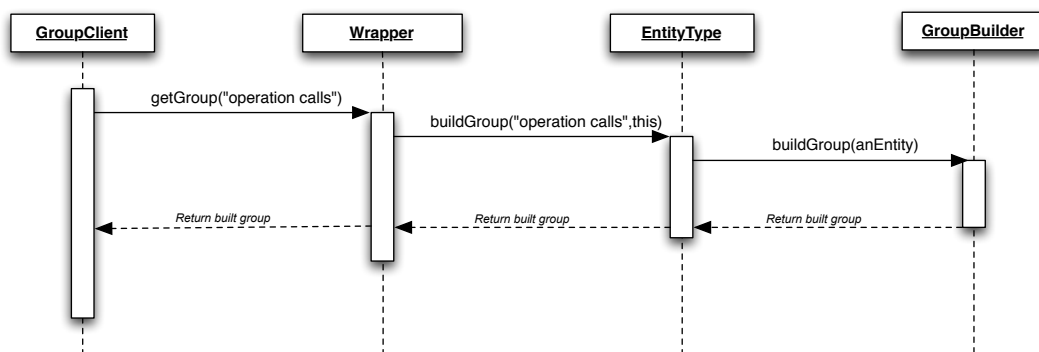 GroupClient
Wrapper
EntityType
GroupBuilder
getGroup("operation calls")
buildGroup("operation calls",this)
buildGroup(anEntity)
Return built group
Return built group
Return built group